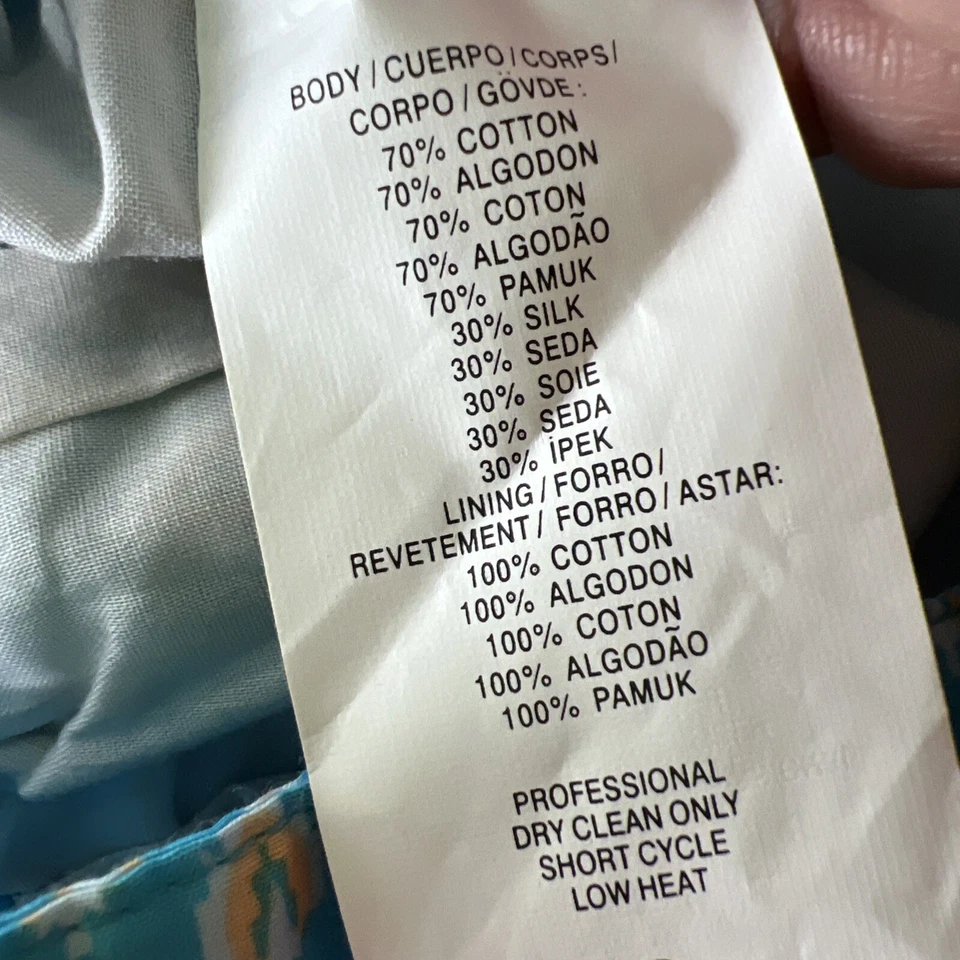 BODY / CUERPO / CORPS /
CORPO / GÖVDE :
70% COTTON
70% ALGODON
70% COTON
70% ALGODÃO
70% PAMUK
30% SILK
30% SEDA
30% SOIE
30% SEDA
30% İPEK
LINING / FORRO /
REVETEMENT / FORRO / ASTAR:
100% COTTON
100% ALGODON
100% COTON
100% ALGODÃO
100% PAMUK
PROFESSIONAL
DRY CLEAN ONLY
SHORT CYCLE
LOW HEAT